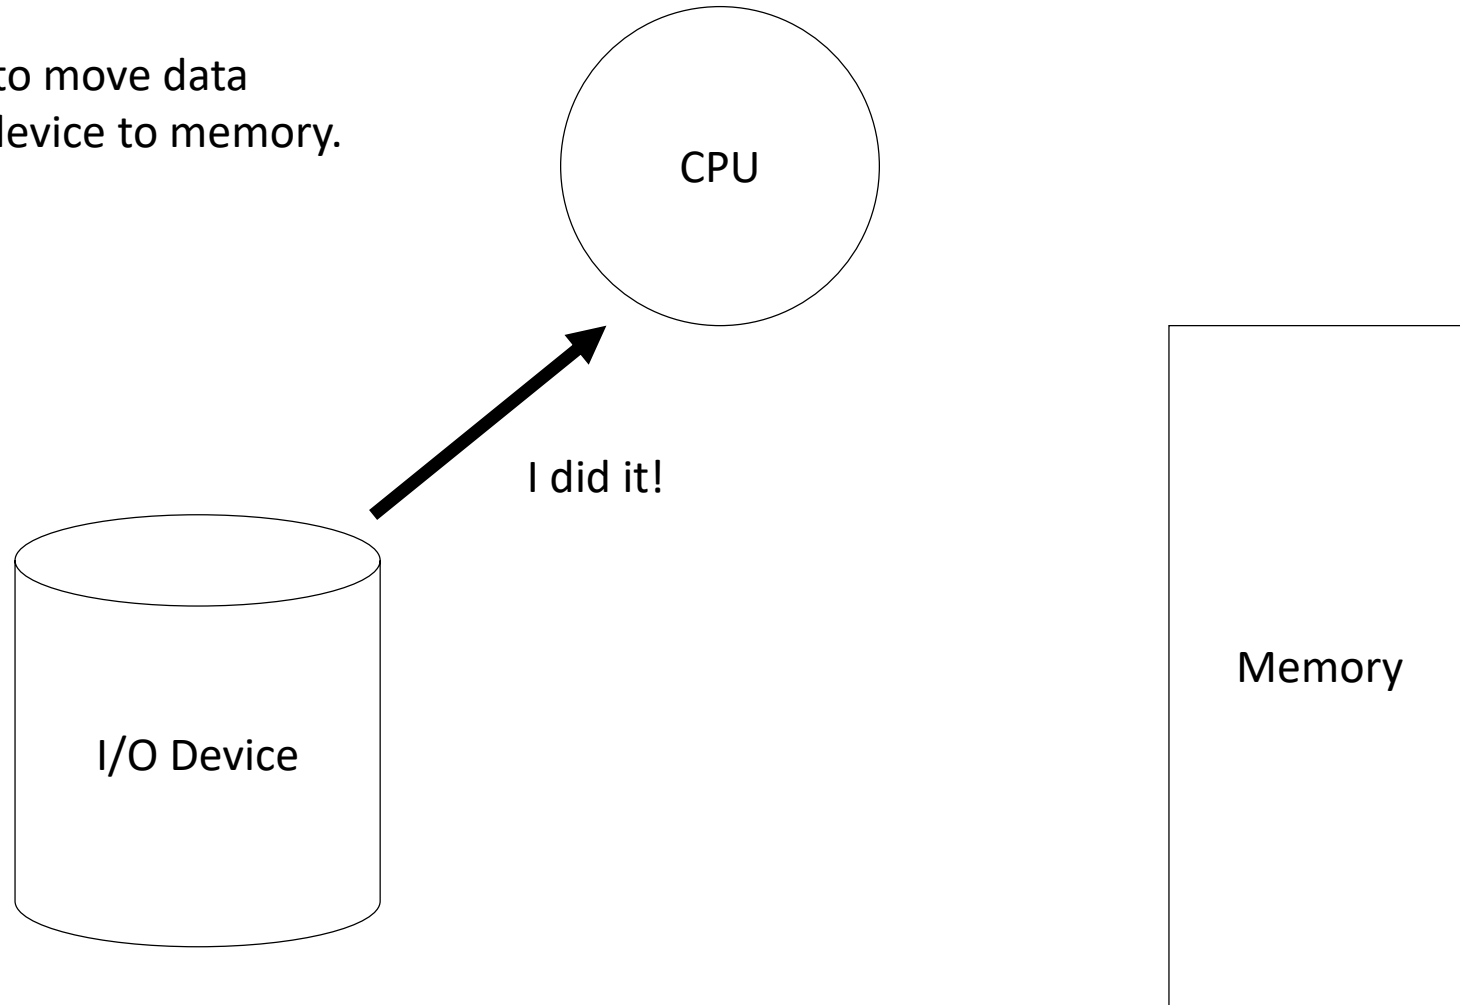 to move data
device to memory.
CPU
I did it!
Memory
I/O Device